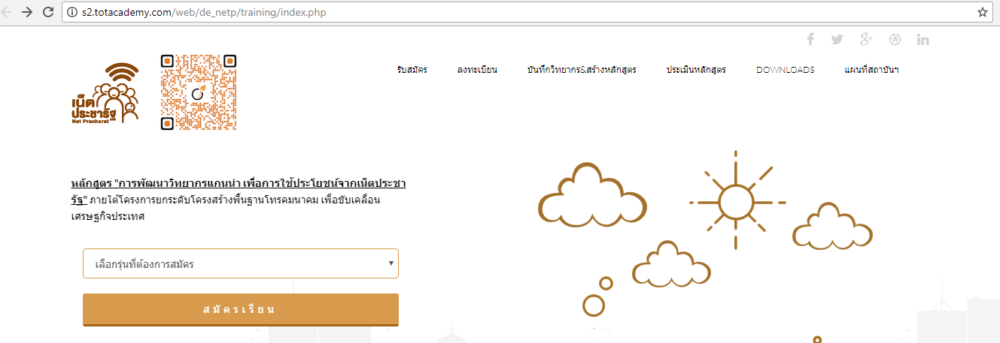 s2.totacademy.com/web/de_netp/training/index.php
เน็ต
ประชารัฐ
Net Pracharat
รับสมัคร ลงทะเบียน บันทึกวิทยากร&สร้างหลักสูตร ประเมินหลักสูตร DOWNLOADS แผนที่สถาบันฯ
หลักสูตร "การพัฒนาวิทยากรแกนนำ เพื่อการใช้ประโยชน์จากเน็ตประชา
รัฐ" ภายใต้โครงการยกระดับโครงสร้างพื้นฐานโทรคมนาคม เพื่อขับเคลื่อน
เศรษฐกิจประเทศ
เลือกรุ่นที่ต้องการสมัคร
สมัครเรียน